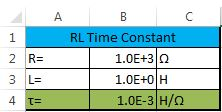 A B C
1 RL Time Constant
2 R= 1.0E+3 Ω
3 L= 1.0E+0 H
4 τ= 1.0E-3 H/Ω